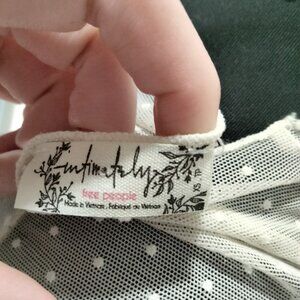 intimately
free people
Made in Vietnam . Fabriqué au Vietnam